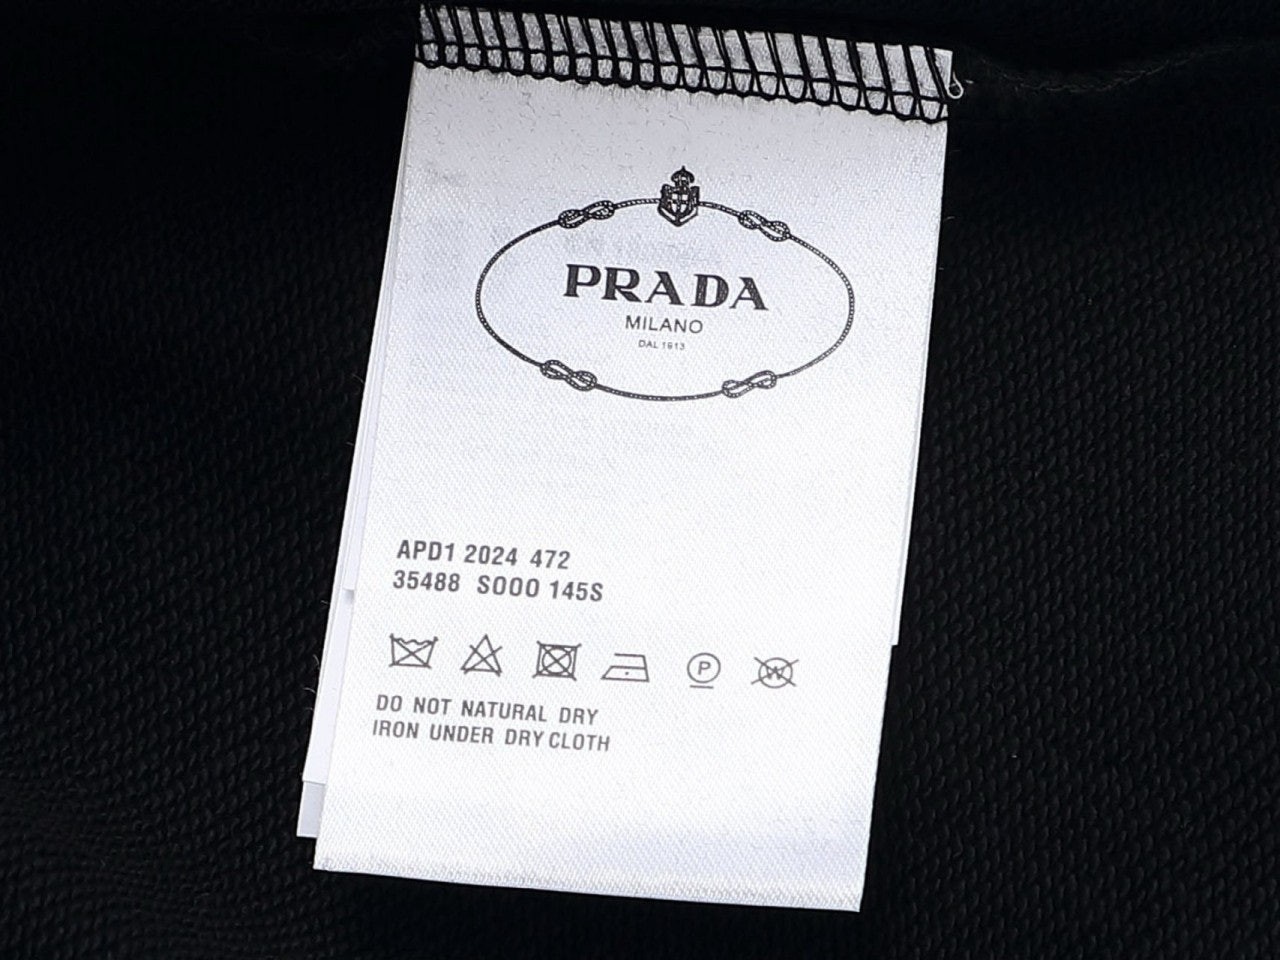 PRADA
MILANO
DAL 1913
APD1 2024 472
35488 S000 145S
P
W
DO NOT NATURAL DRY
IRON UNDER DRY CLOTH